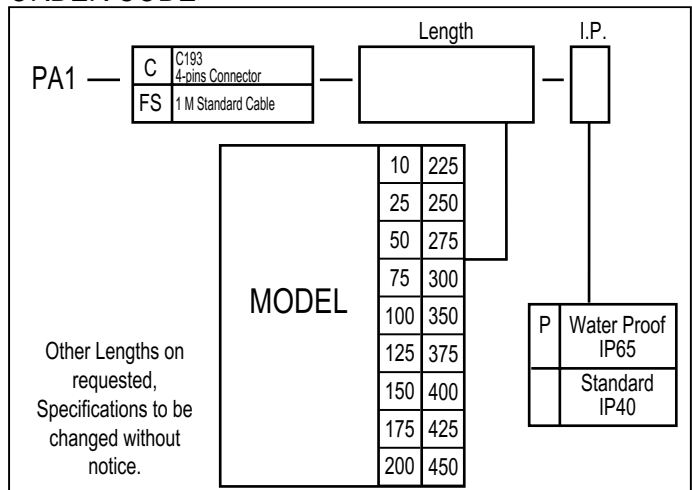 Length
I.P.
PA1
C
C193
4-pins Connector
FS
1 M Standard Cable
MODEL
10 225
25 250
50 275
75 300
100 350
125 375
150 400
175 425
200 450
Other Lengths on
requested,
Specifications to be
changed without
notice.
P
Water Proof
IP65
Standard
IP40